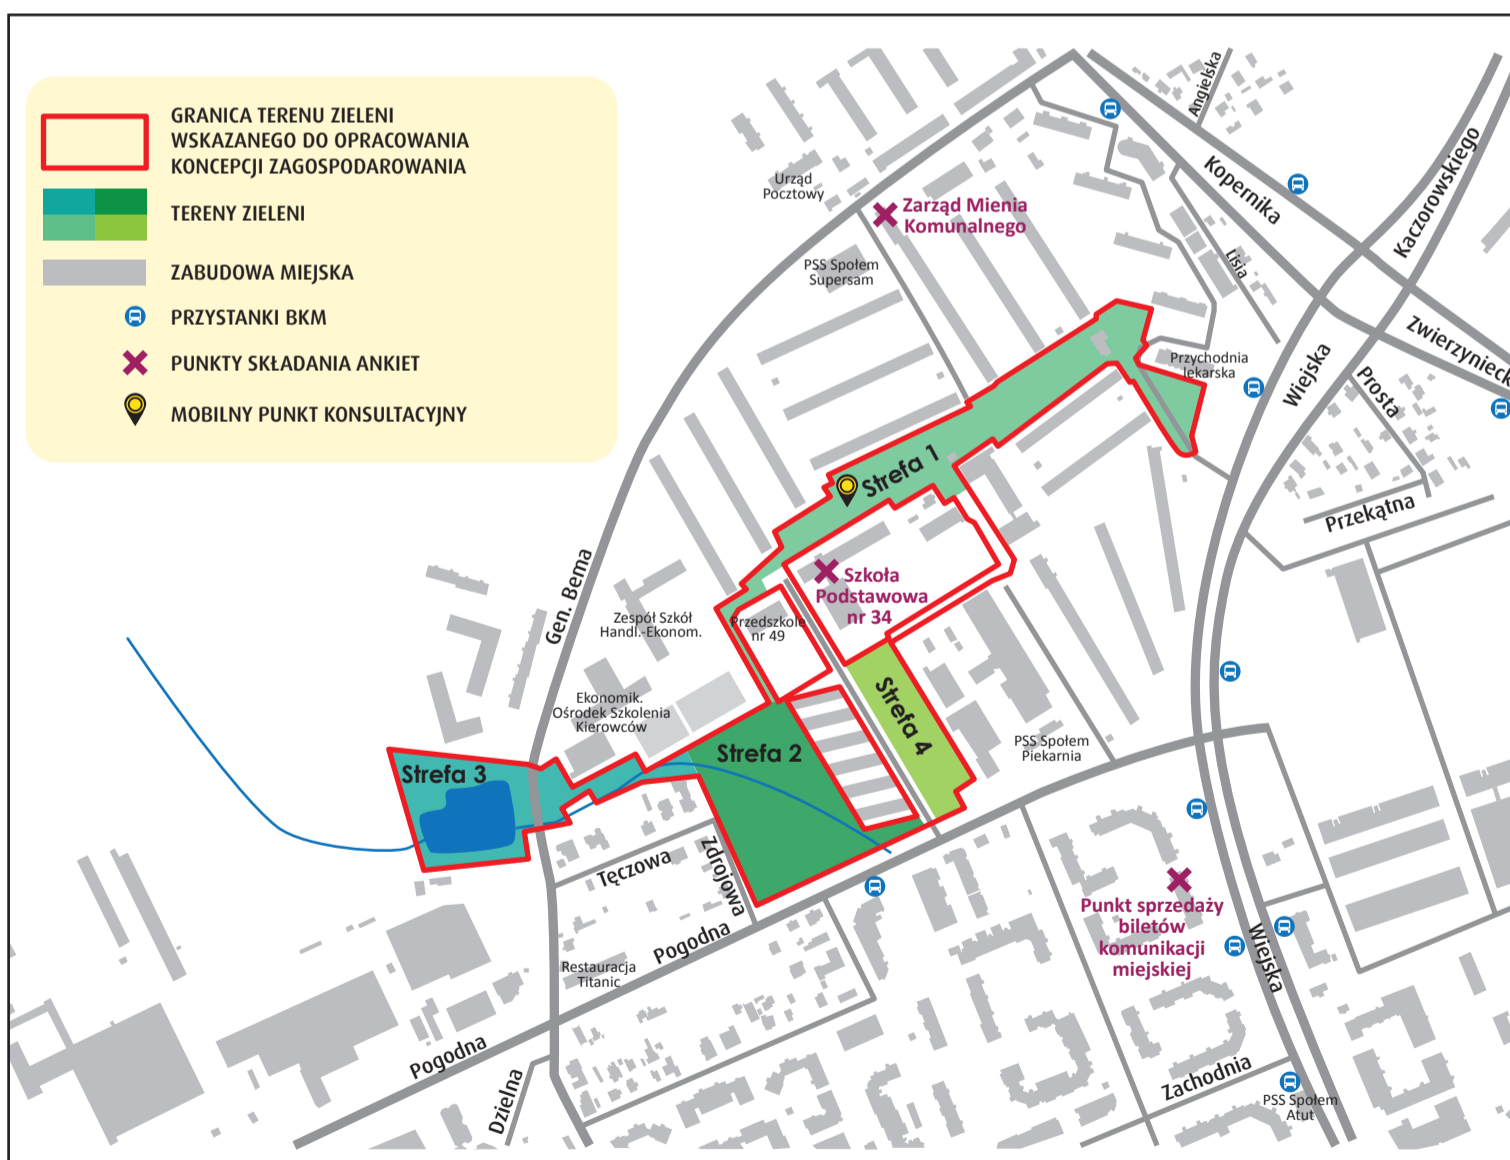 GRANICA TERENU ZIELENI
WSKAZANEGO DO OPRACOWANIA
KONCEPCJI ZAGOSPODAROWANIA
TERENY ZIELENI
ZABUDOWA MIEJSKA
PRZYSTANKI BKM
PUNKTY SKŁADANIA ANKIET
MOBILNY PUNKT KONSULTACYJNY
Angielska
Kopernika
Kaczorowskiego
Urząd
Pocztowy
Zarząd Mienia
Komunalnego
PSS Społem
Supersam
Lisia
Zwierzynieck
Wiejska
Prosta
Przychodnia
lekarska
Przekątna
Strefa 1
Gen. Bema
Szkoła
Podstawowa
nr 34
Zespół Szkół
Handl.-Ekonom.
Przedszkole
nr 49
Ekonomik.
Ośrodek Szkolenia
Kierowców
Strefa 4
Strefa 2
Strefa 3
PSS Społem
Piekarnia
Tęczowa
Zdrojowa
Pogodna
Restauracja
Titanic
Punkt sprzedaży
biletów
komunikacji
miejskiej
Wiejska
Pogodna
Dzielna
Zachodnia
PSS Społem
Atut